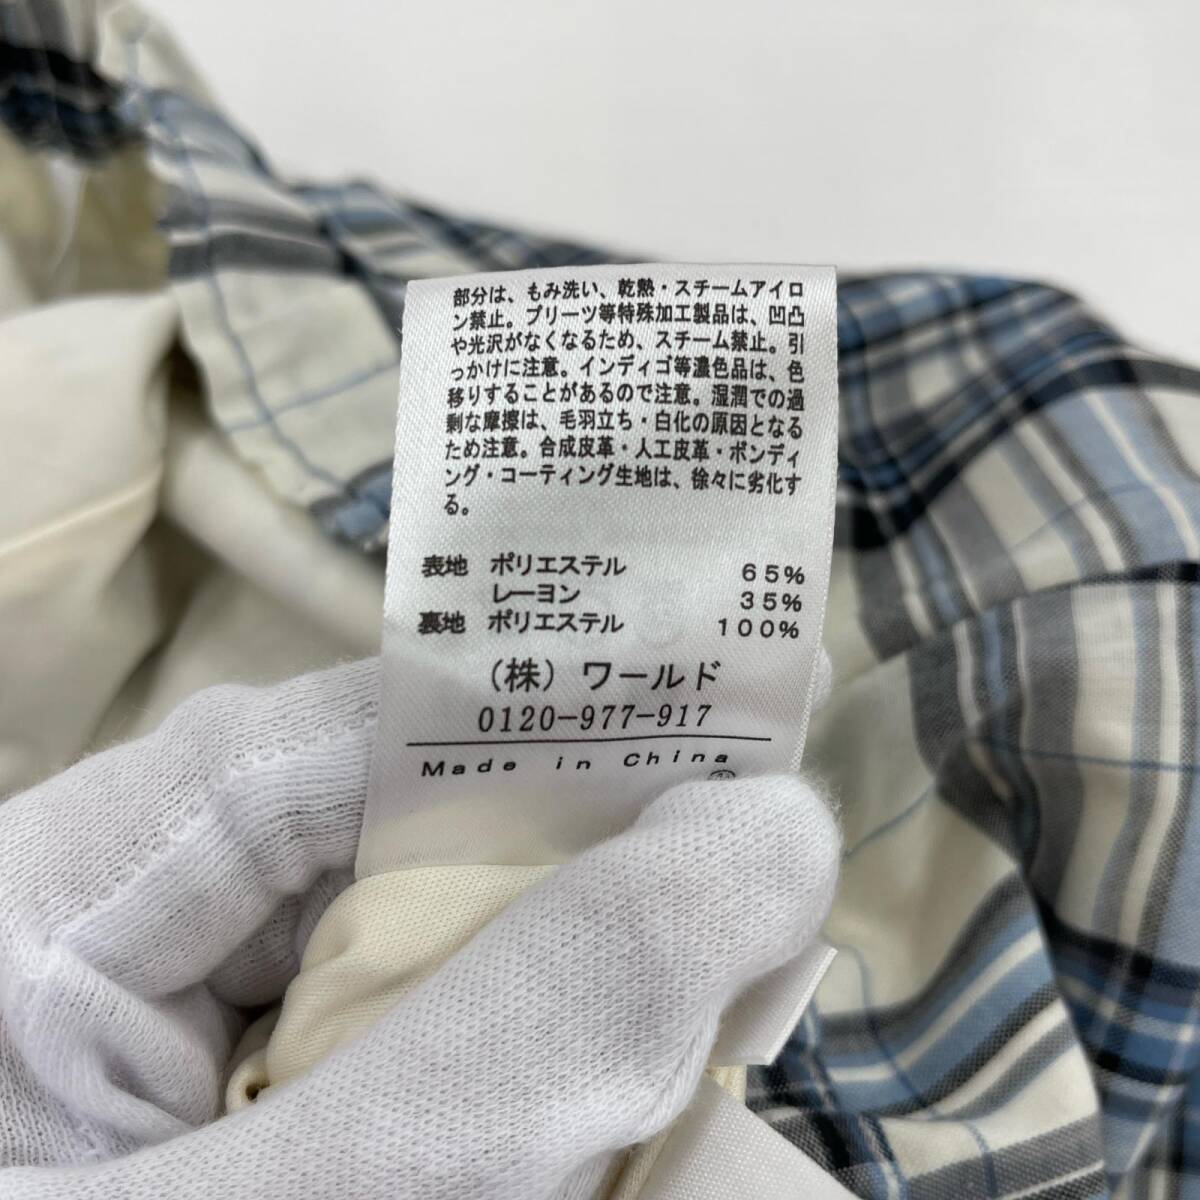 部分は、もみ洗い、乾熱・スチームアイロ
ン禁止。プリーツ等特殊加工製品は、凹凸
や光沢がなくなるため、スチーム禁止。引
っかけに注意。インディゴ等濃色品は、色
移りすることがあるので注意。湿潤での過
剰な摩擦は、毛羽立ち・白化の原因となる
ため注意。合成皮革・人工皮革・ボンディ
ング・コーティング生地は、徐々に劣化す
る。
表地 ポリエステル 65%
レーヨン 35%
裏地 ポリエステル 100%
(株)ワールド
0120-977-917
Made in China